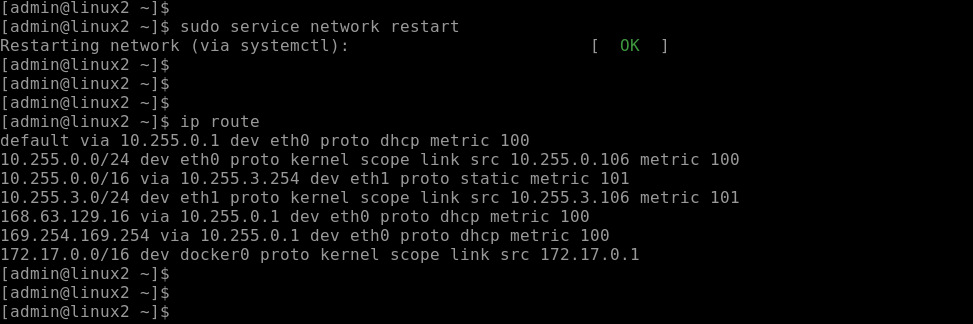 [admin@linux2 ~]$
[admin@linux2 ~]$ sudo service network restart
Restarting network (via systemctl):                        [  OK  ]
[admin@linux2 ~]$
[admin@linux2 ~]$
[admin@linux2 ~]$
[admin@linux2 ~]$ ip route
default via 10.255.0.1 dev eth0 proto dhcp metric 100
10.255.0.0/24 dev eth0 proto kernel scope link src 10.255.0.106 metric 100
10.255.0.0/16 via 10.255.3.254 dev eth1 proto static metric 101
10.255.3.0/24 dev eth1 proto kernel scope link src 10.255.3.106 metric 101
168.63.129.16 via 10.255.0.1 dev eth0 proto dhcp metric 100
169.254.169.254 via 10.255.0.1 dev eth0 proto dhcp metric 100
172.17.0.0/16 dev docker0 proto kernel scope link src 172.17.0.1
[admin@linux2 ~]$
[admin@linux2 ~]$
[admin@linux2 ~]$